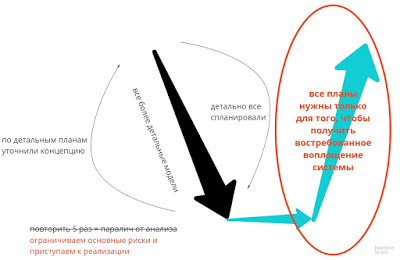 все планы
нужны только
для того, чтобы
получить
востребованное
воплощение
системы
все более детальные модели
детально все
спланировали
по детальным планам
уточнили концепцию
повторить 5 раз = паралич от анализа
ограничиваем основные риски и
приступаем к реализации